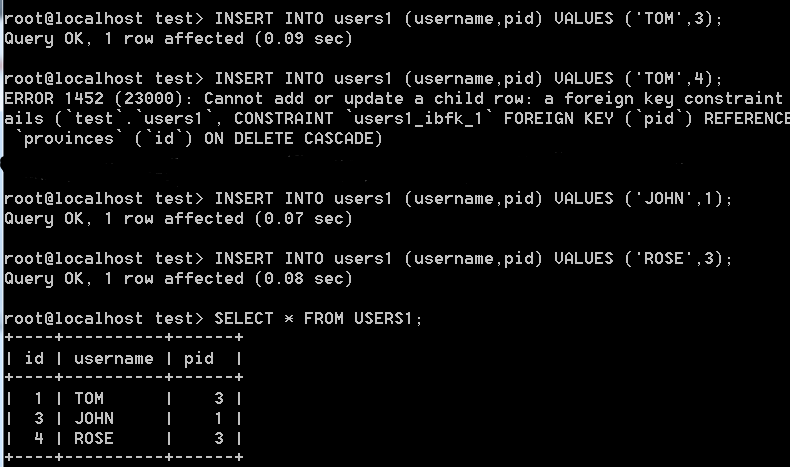 root@localhost test> INSERT INTO users1 (username,pid) VALUES ('TOM',3);
Query OK, 1 row affected (0.09 sec)
root@localhost test> INSERT INTO users1 (username,pid) VALUES ('TOM',4);
ERROR 1452 (23000): Cannot add or update a child row: a foreign key constraint
ails (`test`.`users1`, CONSTRAINT `users1_ibfk_1` FOREIGN KEY (`pid`) REFERENCE
`provinces` (`id`) ON DELETE CASCADE)
root@localhost test> INSERT INTO users1 (username,pid) VALUES ('JOHN',1);
Query OK, 1 row affected (0.07 sec)
root@localhost test> INSERT INTO users1 (username,pid) VALUES ('ROSE',3);
Query OK, 1 row affected (0.08 sec)
root@localhost test> SELECT * FROM USERS1;
+----+----------+------+
| id | username | pid |
+----+----------+------+
| 1 | TOM | 3 |
| 3 | JOHN | 1 |
| 4 | ROSE | 3 |
+----+----------+------+